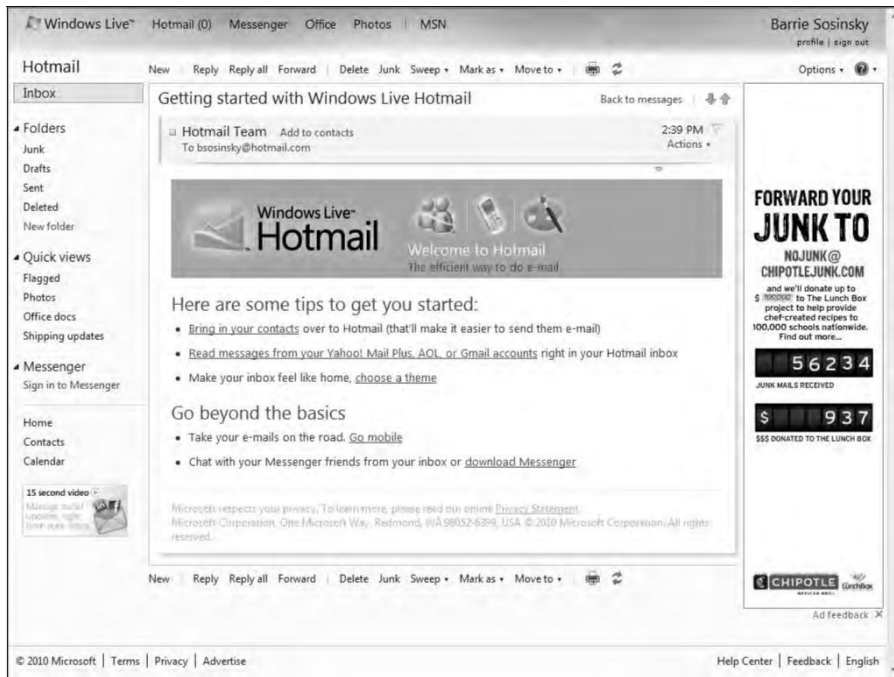 Windows Live™ Hotmail (0) Messenger Office Photos | MSN
Barrie Sosinsky
profile | sign out
Hotmail
New | Reply Reply all Forward | Delete Junk Sweep Mark as Move to
Options
Inbox
Folders
Junk
Drafts
Sent
Deleted
New folder
Quick views
Flagged
Photos
Office docs
Shipping updates
Messenger
Sign in to Messenger
Home
Contacts
Calendar
15 second video
Getting started with Windows Live Hotmail
Back to messages
Hotmail Team Add to contacts
2:39 PM
To bsosinsky@hotmail.com
Actions
Windows Live™
Hotmail
Welcome to Hotmail
The efficient way to do e-mail
Here are some tips to get you started:
• Bring in your contacts over to Hotmail (that'll make it easier to send them e-mail)
• Read messages from your Yahoo! Mail Plus, AOL, or Gmail accounts right in your Hotmail inbox
• Make your inbox feel like home, choose a theme
Go beyond the basics
• Take your e-mails on the road. Go mobile
• Chat with your Messenger friends from your inbox or download Messenger
Microsoft respects your privacy. To learn more, please read our online Privacy Statement.
Microsoft Corporation, One Microsoft Way, Redmond, WA 98052-6399, USA © 2010 Microsoft Corporation. All rights
reserved.
New | Reply Reply all Forward | Delete Junk Sweep Mark as Move to
FORWARD YOUR
JUNK TO
NOJUNK@
CHIPOTLEJUNK.COM
and we'll donate up to
$ to The Lunch Box
project to help provide
chef-created recipes to
100,000 schools nationwide.
Find out more...
56234
JUNK MAILS RECEIVED
$ 937
$$$ DONATED TO THE LUNCH BOX
CHIPOTLE
MEXICAN GRILL
LunchBox
Ad feedback X
© 2010 Microsoft | Terms | Privacy | Advertise
Help Center | Feedback | English